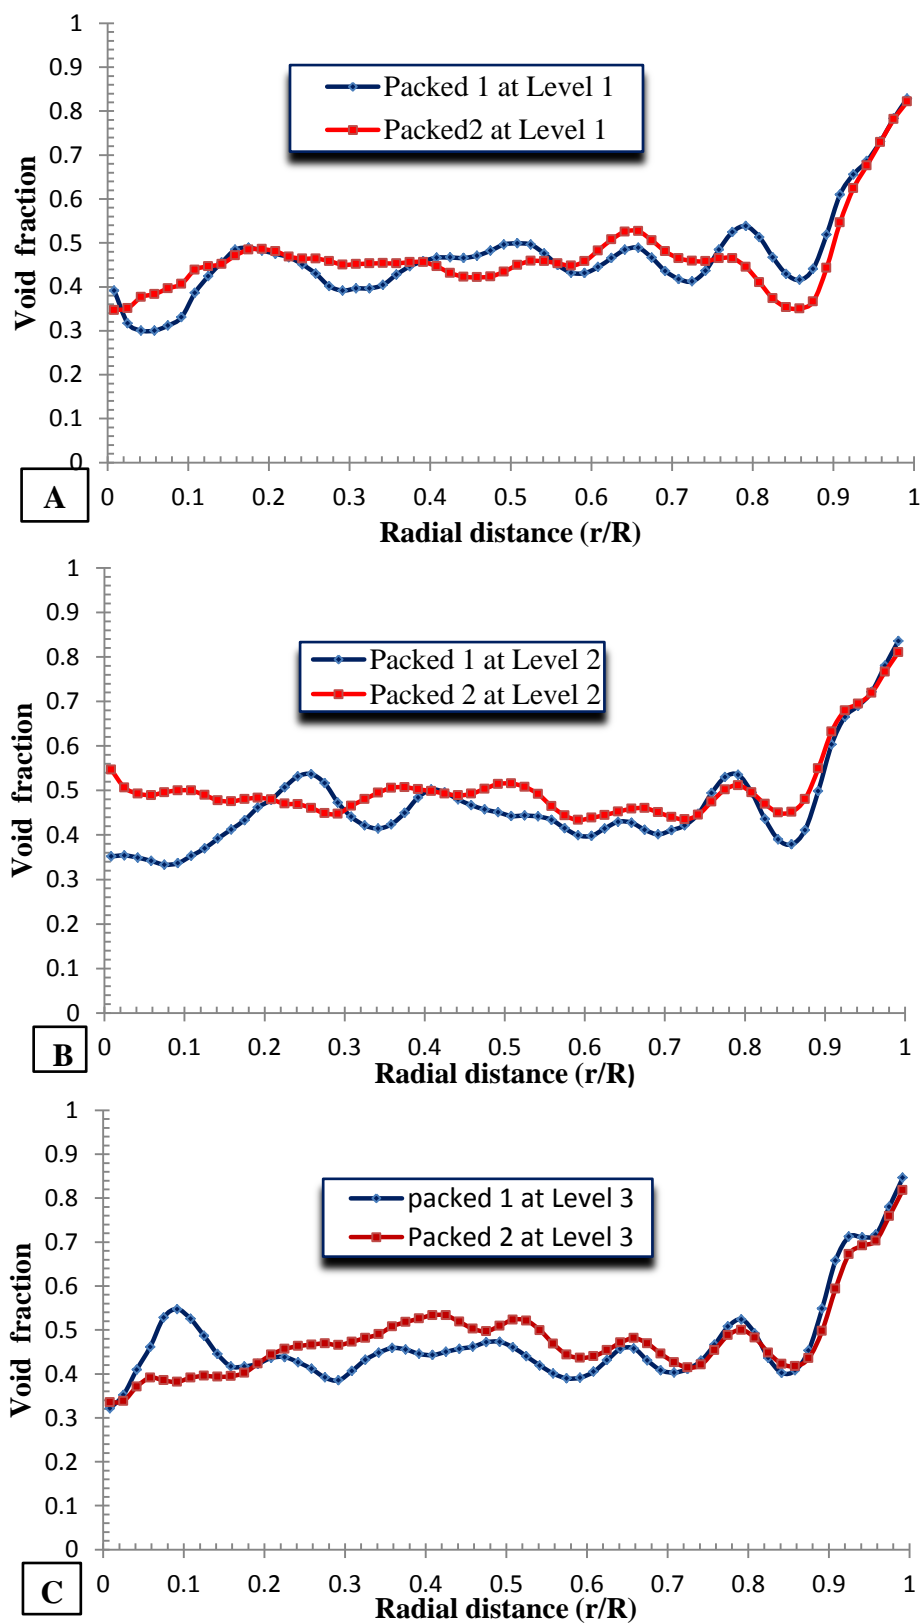 1
0.9
0.8
0.7
0.6
0.5
0.4
0.3
0.2
0.1
0
Void fraction
Packed 1 at Level 1
Packed2 at Level 1
A
0 0.1 0.2 0.3 0.4 0.5 0.6 0.7 0.8 0.9 1
Radial distance (r/R)
1
0.9
0.8
0.7
0.6
0.5
0.4
0.3
0.2
0.1
0
Void fraction
Packed 1 at Level 2
Packed 2 at Level 2
B
0 0.1 0.2 0.3 0.4 0.5 0.6 0.7 0.8 0.9 1
Radial distance (r/R)
1
0.9
0.8
0.7
0.6
0.5
0.4
0.3
0.2
0.1
0
Void fraction
packed 1 at Level 3
Packed 2 at Level 3
C
0 0.1 0.2 0.3 0.4 0.5 0.6 0.7 0.8 0.9 1
Radial distance (r/R)